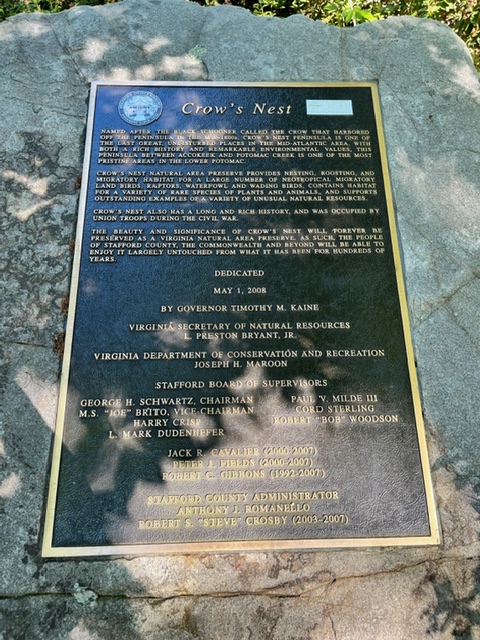 Crow's Nest
NAMED AFTER THE BLACK SCHOONER CALLED THE CROW THAT HARBORED
OFF THE PENINSULA IN THE MID-1800s, CROW'S NEST PENINSULA IS ONE OF
THE LAST GREAT, UNDISTURBED PLACES IN THE MID-ATLANTIC AREA. WITH
BOTH A RICH HISTORY AND REMARKABLE ENVIRONMENTAL VALUES, THIS
PENINSULA BETWEEN ACCOKEEK AND POTOMAC CREEK IS ONE OF THE MOST
PRISTINE AREAS IN THE LOWER POTOMAC.
CROW'S NEST NATURAL AREA PRESERVE PROVIDES NESTING, ROOSTING, AND
MIGRATORY HABITAT FOR A LARGE NUMBER OF NEOTROPICAL MIGRATORY
LAND BIRDS, RAPTORS, WATERFOWL AND WADING BIRDS, CONTAINS HABITAT
FOR A VARIETY OF RARE SPECIES OF PLANTS AND ANIMALS, AND SUPPORTS
OUTSTANDING EXAMPLES OF A VARIETY OF UNUSUAL NATURAL RESOURCES.
CROW'S NEST ALSO HAS A LONG AND RICH HISTORY, AND WAS OCCUPIED BY
UNION TROOPS DURING THE CIVIL WAR.
THE BEAUTY AND SIGNIFICANCE OF CROW'S NEST WILL FOREVER BE
PRESERVED AS A VIRGINIA NATURAL AREA PRESERVE. AS SUCH, THE PEOPLE
OF STAFFORD COUNTY, THE COMMONWEALTH AND BEYOND WILL BE ABLE TO
ENJOY IT LARGELY UNTOUCHED FROM WHAT IT HAS BEEN FOR HUNDREDS OF
YEARS.
DEDICATED
MAY 1, 2008
BY GOVERNOR TIMOTHY M. KAINE
VIRGINIA SECRETARY OF NATURAL RESOURCES
L. PRESTON BRYANT, JR.
VIRGINIA DEPARTMENT OF CONSERVATION AND RECREATION
JOSEPH H. MAROON
STAFFORD BOARD OF SUPERVISORS
GEORGE H. SCHWARTZ, CHAIRMAN
M.S. "JOE" BRITO, VICE-CHAIRMAN
HARRY CRISP
L. MARK DUDENHEFER
PAUL V. MILDE III
CORD STERLING
ROBERT "BOB" WOODSON
JACK R. CAVALIER (2000-2007)
PETER J. FIELDS (2000-2007)
ROBERT C. GIBBONS (1992-2007)
STAFFORD COUNTY ADMINISTRATOR
ANTHONY J. ROMANELLO
ROBERT S. "STEVE" CROSBY (2003-2007)